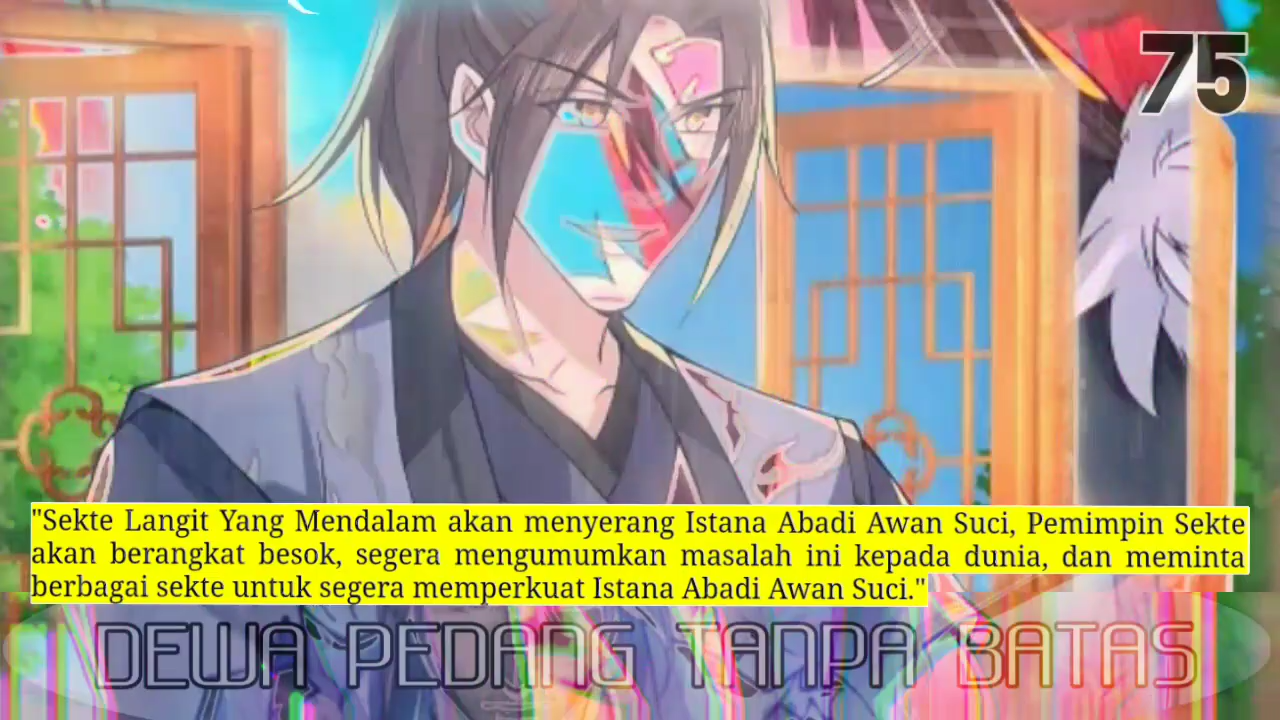 75
"Sekte Langit Yang Mendalam akan menyerang Istana Abadi Awan Suci, Pemimpin Sekte
akan berangkat besok, segera mengumumkan masalah ini kepada dunia, dan meminta
berbagai sekte untuk segera memperkuat Istana Abadi Awan Suci."
DEWA PEDANG TANPA BATAS